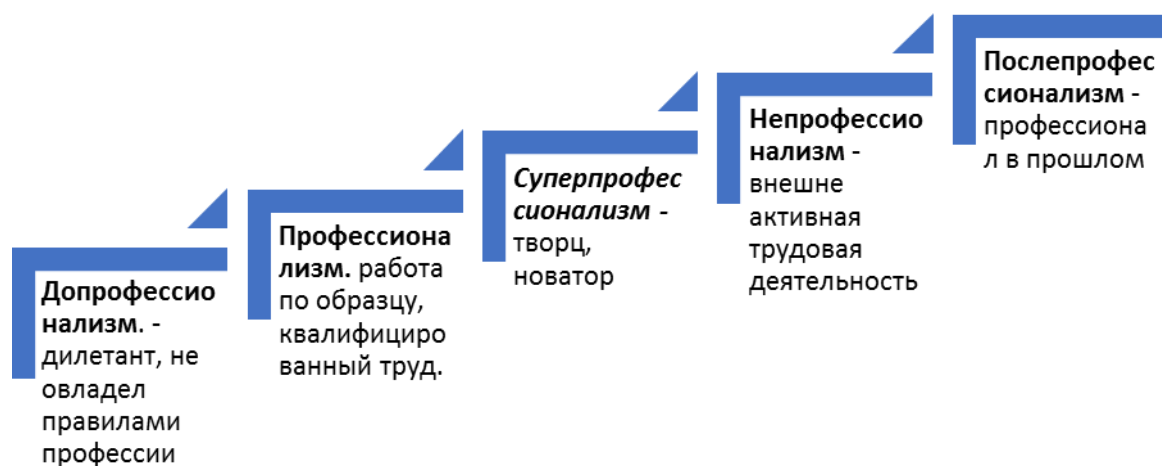 Допрофессио
нализм. -
дилетант, не
овладел
правилами
профессии
Профессиона
лизм. работа
по образцу,
квалифициро
ванный труд.
Суперпрофес
сионализм -
творц,
новатор
Непрофессио
нализм -
внешне
активная
трудовая
деятельность
Послепрофес
сионализм -
профессиона
л в прошлом